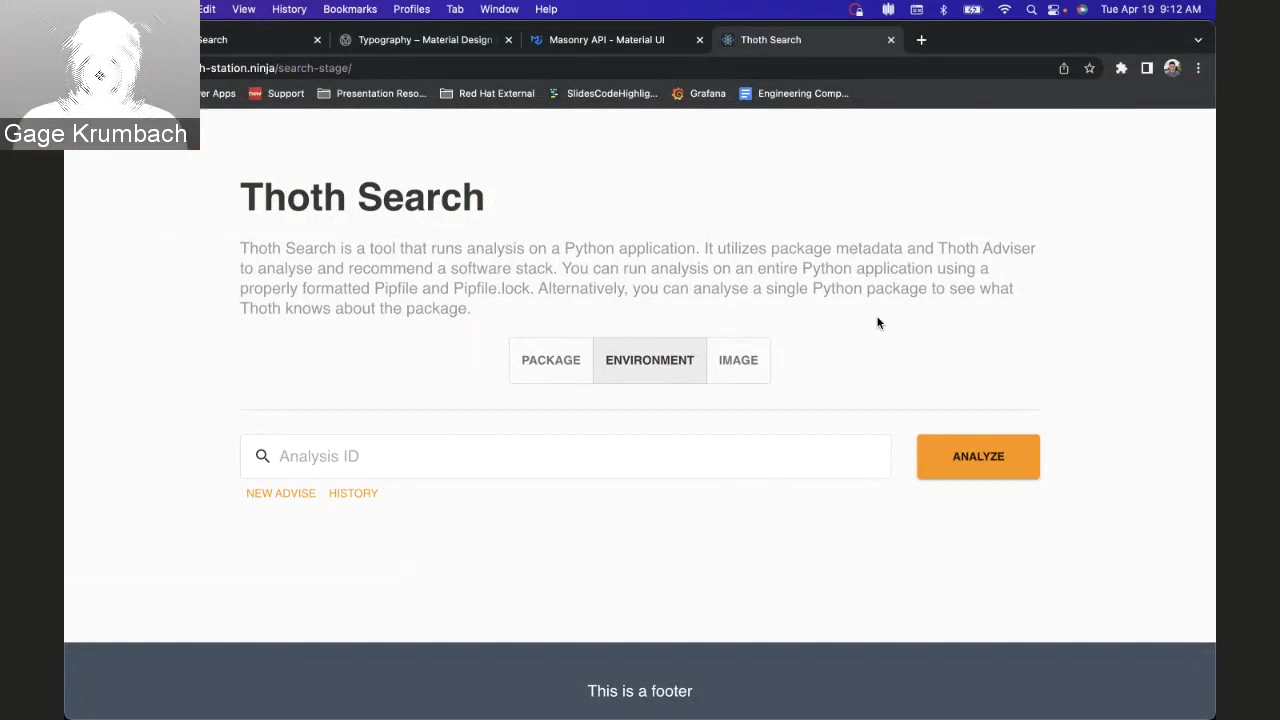 Edit View History Bookmarks Profiles Tab Window Help Tue Apr 19 9:12 AM
Search Typography – Material Design Masonry API - Material UI Thoth Search
h-station.ninja/search-stage/
er Apps Support Presentation Reso... Red Hat External SlidesCodeHighlig... Grafana Engineering Comp...
Gage Krumbach
Thoth Search
Thoth Search is a tool that runs analysis on a Python application. It utilizes package metadata and Thoth Adviser
to analyse and recommend a software stack. You can run analysis on an entire Python application using a
properly formatted Pipfile and Pipfile.lock. Alternatively, you can analyse a single Python package to see what
Thoth knows about the package.
PACKAGE ENVIRONMENT IMAGE
Analysis ID ANALYZE
NEW ADVISE HISTORY
This is a footer